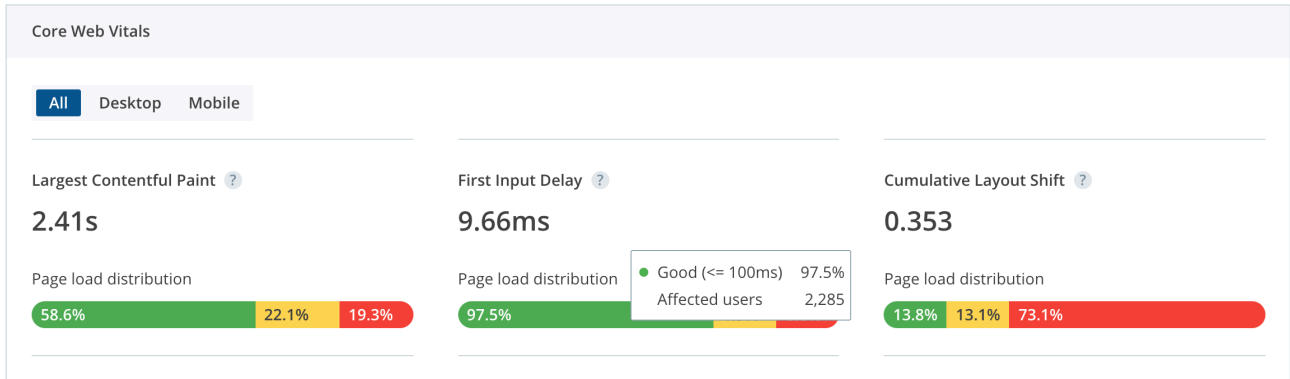 Core Web Vitals
All Desktop Mobile
Largest Contentful Paint ?
2.41s
Page load distribution
58.6% 22.1% 19.3%
First Input Delay ?
9.66ms
Page load distribution
Good (<= 100ms) 97.5%
Affected users 2,285
97.5%
Cumulative Layout Shift ?
0.353
Page load distribution
13.8% 13.1% 73.1%